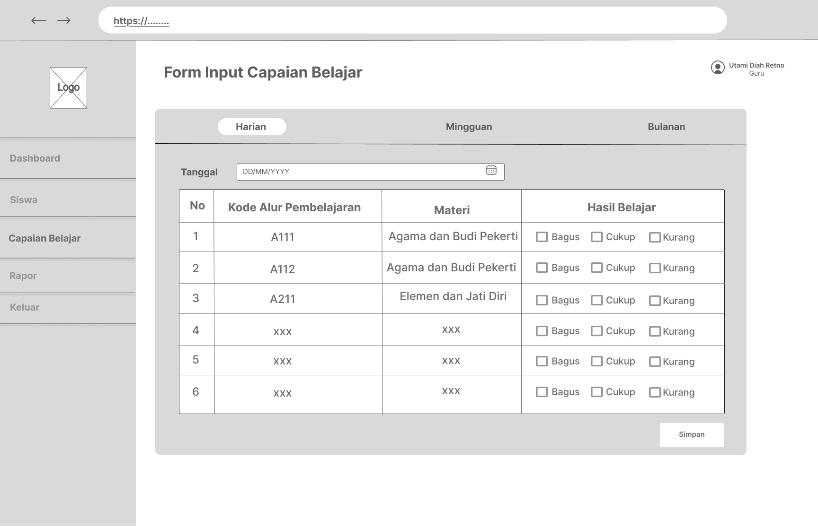 https://........
Logo
Dashboard
Siswa
Capaian Belajar
Rapor
Keluar
Form Input Capaian Belajar
Utami Diah Retno
Guru
Harian Mingguan Bulanan
Tanggal DD/MM/YYYY
No Kode Alur Pembelajaran Materi Hasil Belajar
1 A111 Agama dan Budi Pekerti Bagus Cukup Kurang
2 A112 Agama dan Budi Pekerti Bagus Cukup Kurang
3 A211 Elemen dan Jati Diri Bagus Cukup Kurang
4 xxx xxx Bagus Cukup Kurang
5 xxx xxx Bagus Cukup Kurang
6 xxx xxx Bagus Cukup Kurang
Simpan